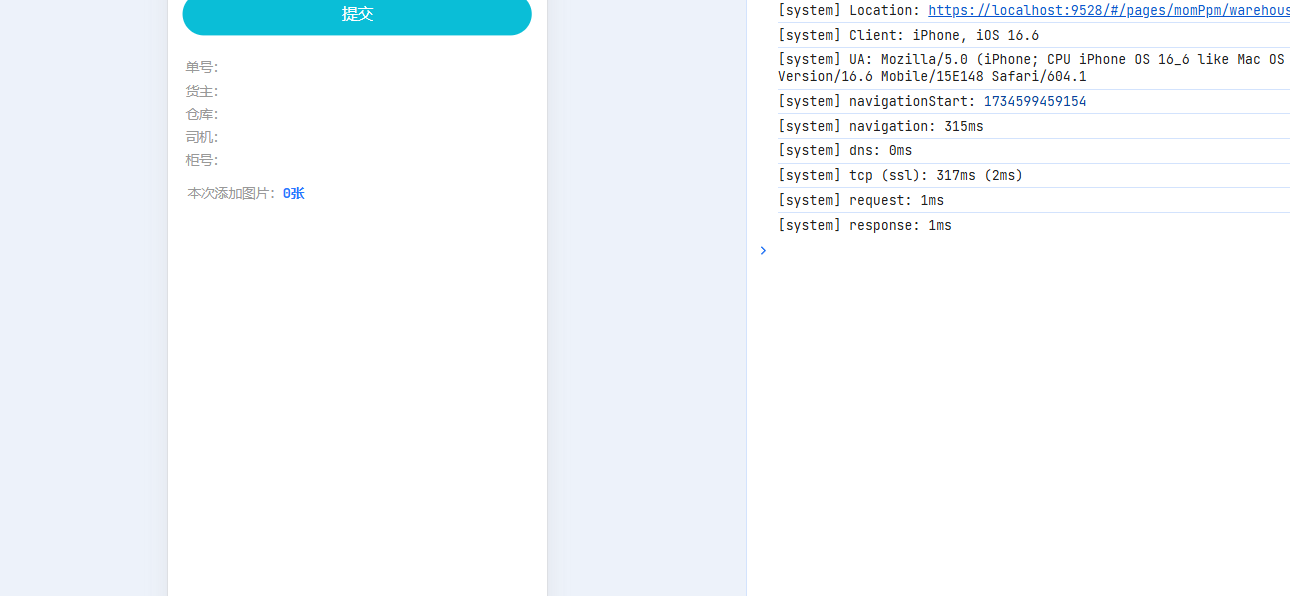 提交
单号：
货主：
仓库：
司机：
柜号：
本次添加图片：0张
[system] Location: https://localhost:9528/#/pages/momPpm/warehous
[system] Client: iPhone, iOS 16.6
[system] UA: Mozilla/5.0 (iPhone; CPU iPhone OS 16_6 like Mac OS
Version/16.6 Mobile/15E148 Safari/604.1
[system] navigationStart: 1734599459154
[system] navigation: 315ms
[system] dns: 0ms
[system] tcp (ssl): 317ms (2ms)
[system] request: 1ms
[system] response: 1ms